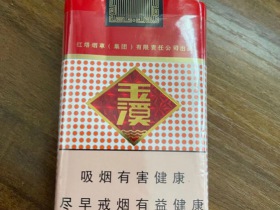 红塔烟草（集团）有限责任公司出品
玉溪
吸烟有害健康
尽早戒烟有益健康